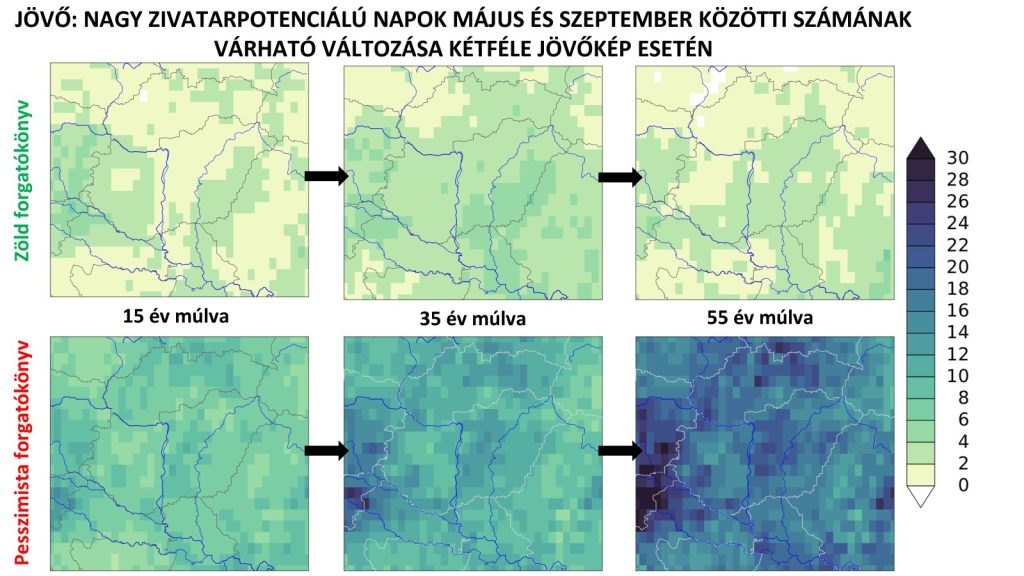 JÖVŐ: NAGY ZIVATARPOTENCIÁLÚ NAPOK MÁJUS ÉS SZEPTEMBER KÖZÖTTI SZÁMÁNAK
VÁRHATÓ VÁLTOZÁSA KÉTFÉLE JÖVŐKÉP ESETÉN
Zöld forgatókönyv
15 év múlva
35 év múlva
55 év múlva
Pesszimista forgatókönyv
30
28
26
24
22
20
18
16
14
12
10
8
6
4
2
0